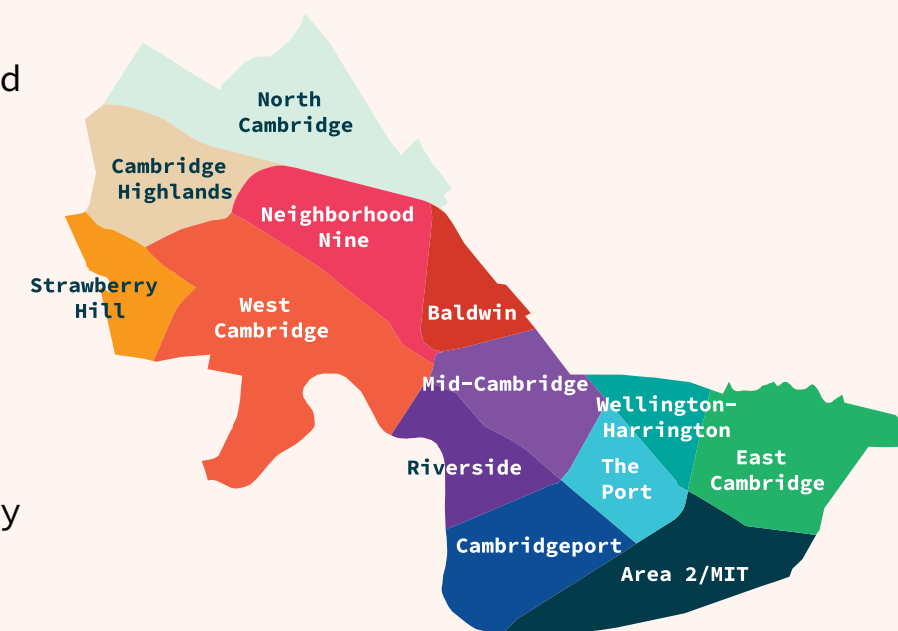 d
North
Cambridge
Cambridge
Highlands
Neighborhood
Nine
Strawberry
Hill
West
Cambridge
Baldwin
Mid-Cambridge
Wellington-
Harrington
Riverside
The
Port
East
Cambridge
y
Cambridgeport
Area 2/MIT